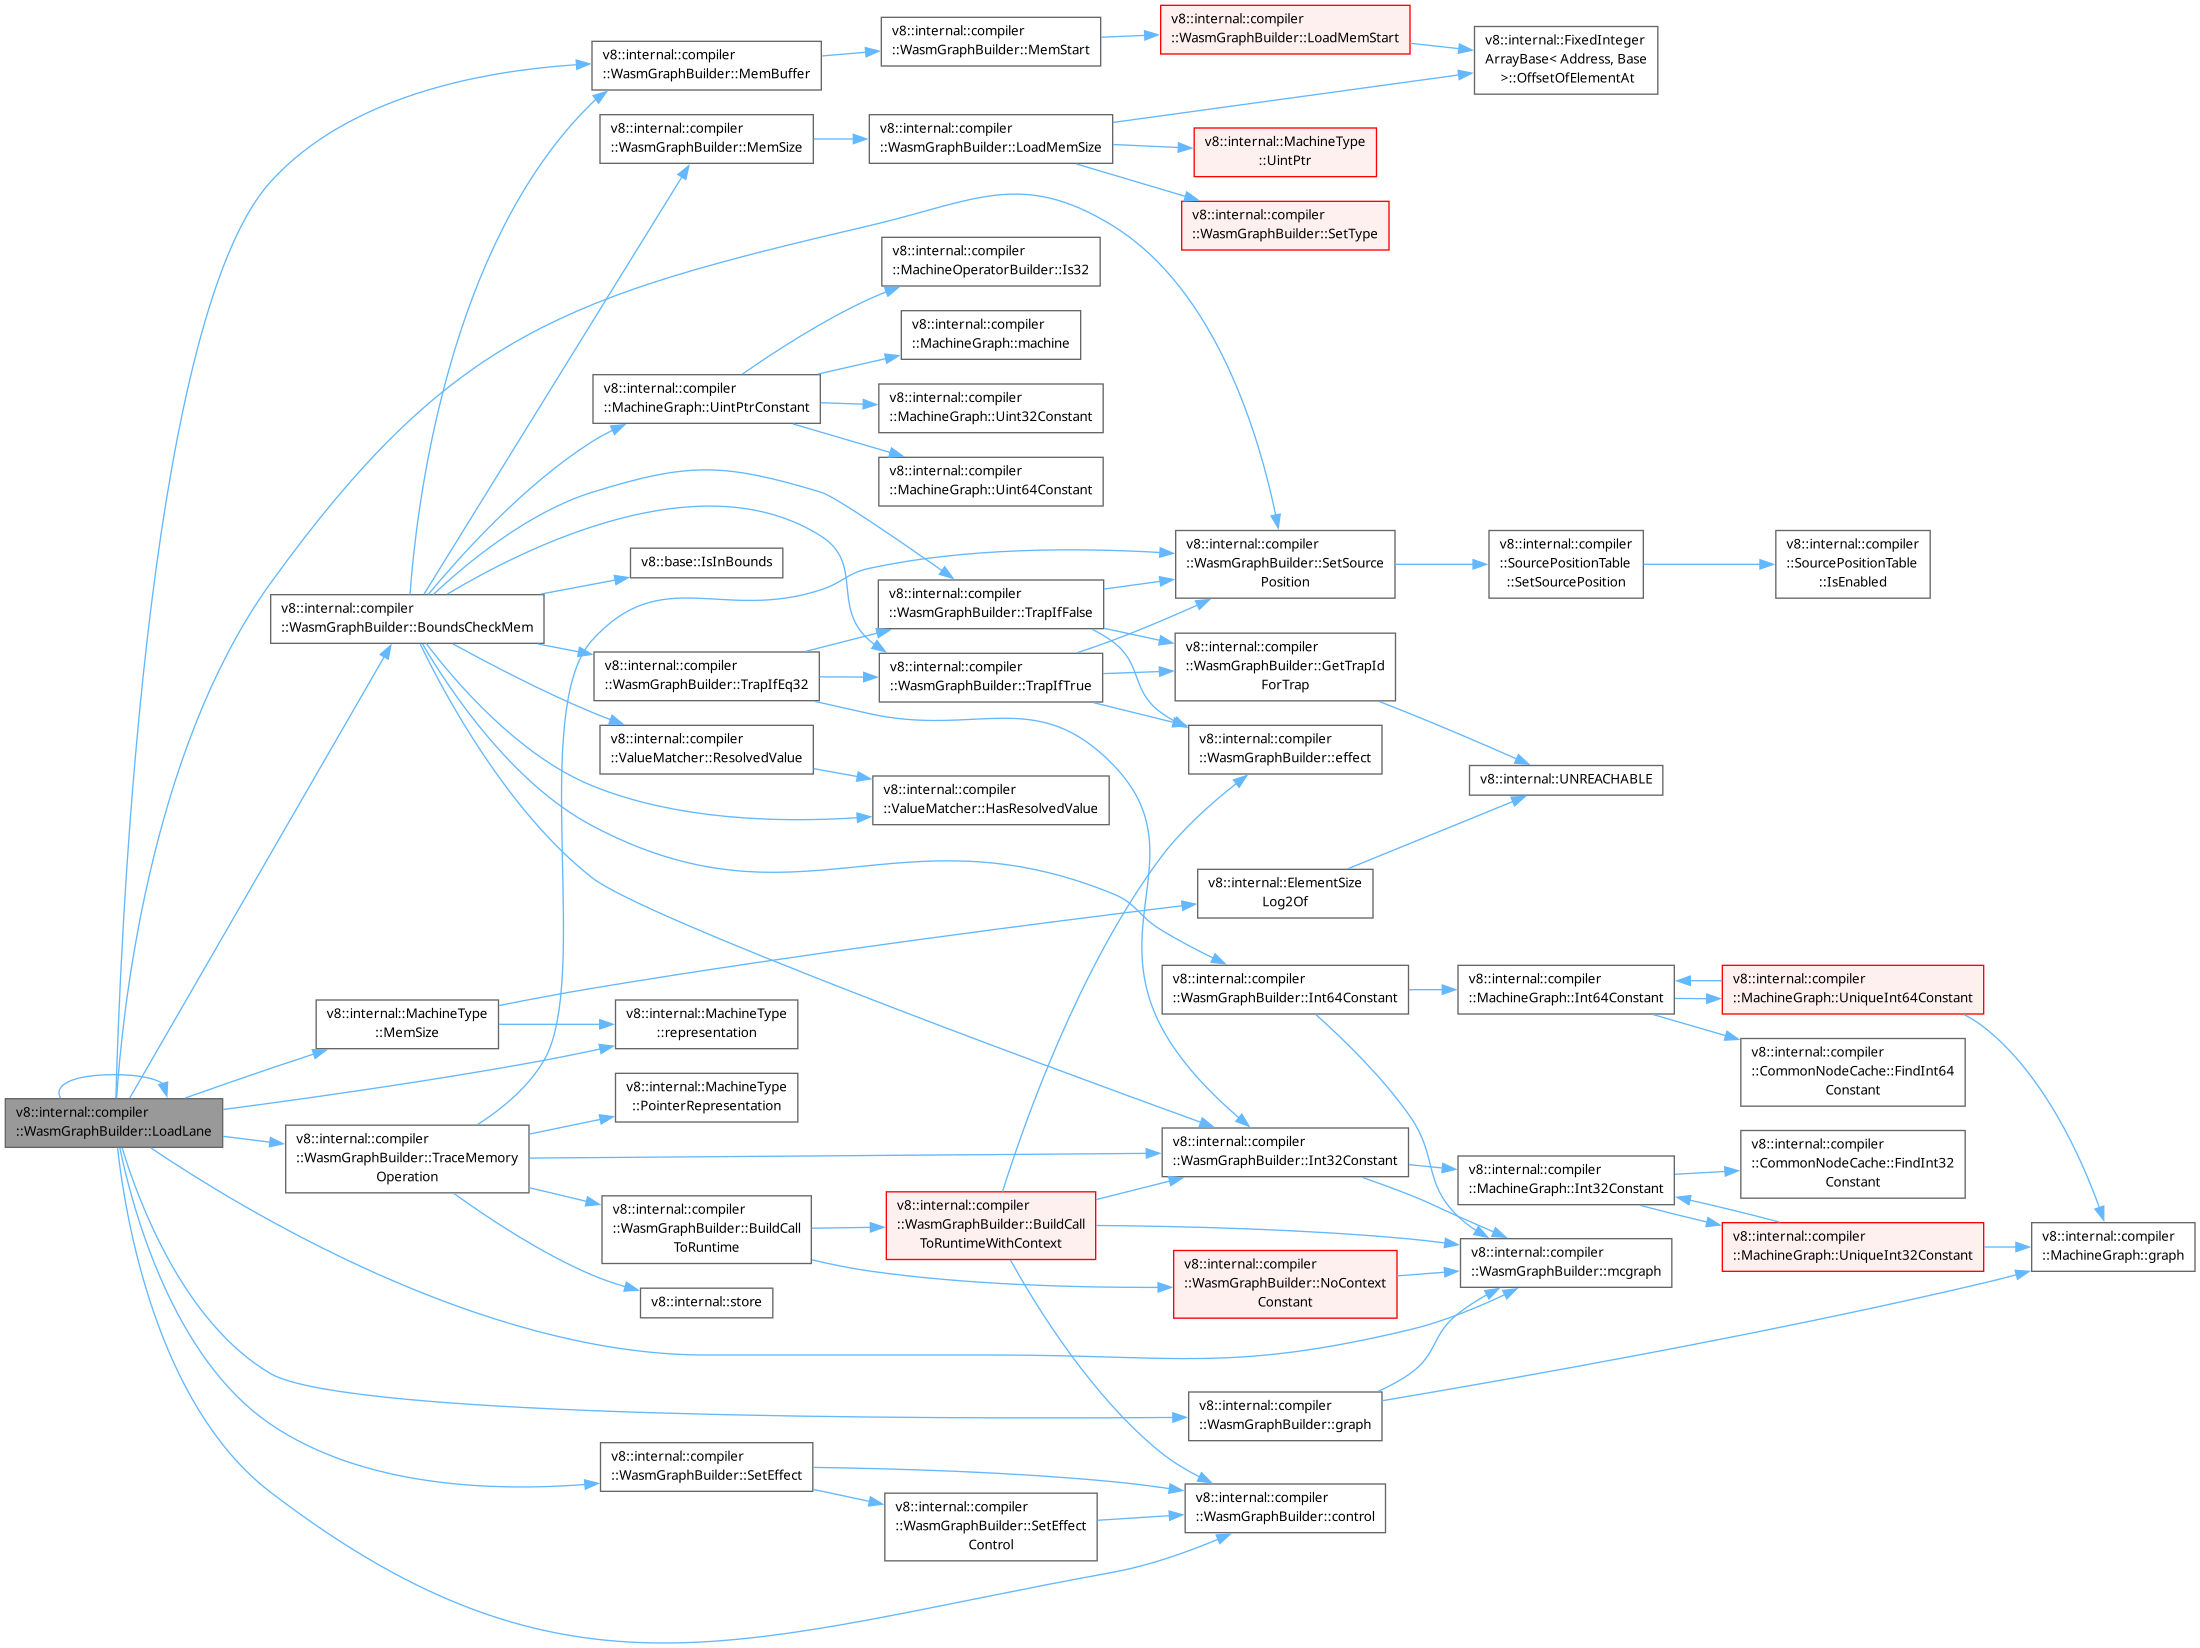 v8::internal::compiler
::WasmGraphBuilder::LoadLane
v8::internal::compiler
::WasmGraphBuilder::BoundsCheckMem
v8::internal::MachineType
::MemSize
v8::internal::compiler
::WasmGraphBuilder::TraceMemory
Operation
v8::internal::compiler
::WasmGraphBuilder::MemBuffer
v8::internal::compiler
::WasmGraphBuilder::MemSize
v8::internal::compiler
::MachineGraph::UintPtrConstant
v8::base::IsInBounds
v8::internal::compiler
::WasmGraphBuilder::TrapIfEq32
v8::internal::compiler
::ValueMatcher::ResolvedValue
v8::internal::MachineType
::representation
v8::internal::MachineType
::PointerRepresentation
v8::internal::compiler
::WasmGraphBuilder::BuildCall
ToRuntime
v8::internal::store
v8::internal::compiler
::WasmGraphBuilder::SetEffect
v8::internal::compiler
::WasmGraphBuilder::MemStart
v8::internal::compiler
::WasmGraphBuilder::LoadMemSize
v8::internal::compiler
::MachineOperatorBuilder::Is32
v8::internal::compiler
::MachineGraph::machine
v8::internal::compiler
::MachineGraph::Uint32Constant
v8::internal::compiler
::MachineGraph::Uint64Constant
v8::internal::compiler
::WasmGraphBuilder::TrapIfFalse
v8::internal::compiler
::WasmGraphBuilder::TrapIfTrue
v8::internal::compiler
::ValueMatcher::HasResolvedValue
v8::internal::compiler
::WasmGraphBuilder::BuildCall
ToRuntimeWithContext
v8::internal::compiler
::WasmGraphBuilder::SetEffect
Control
v8::internal::compiler
::WasmGraphBuilder::LoadMemStart
v8::internal::MachineType
::UintPtr
v8::internal::compiler
::WasmGraphBuilder::SetType
v8::internal::compiler
::WasmGraphBuilder::SetSource
Position
v8::internal::compiler
::WasmGraphBuilder::GetTrapId
ForTrap
v8::internal::compiler
::WasmGraphBuilder::effect
v8::internal::ElementSize
Log2Of
v8::internal::compiler
::WasmGraphBuilder::Int64Constant
v8::internal::compiler
::WasmGraphBuilder::Int32Constant
v8::internal::compiler
::WasmGraphBuilder::NoContext
Constant
v8::internal::compiler
::WasmGraphBuilder::graph
v8::internal::compiler
::WasmGraphBuilder::control
v8::internal::FixedInteger
ArrayBase< Address, Base
>::OffsetOfElementAt
v8::internal::compiler
::SourcePositionTable
::SetSourcePosition
v8::internal::UNREACHABLE
v8::internal::compiler
::MachineGraph::Int64Constant
v8::internal::compiler
::MachineGraph::Int32Constant
v8::internal::compiler
::WasmGraphBuilder::mcgraph
v8::internal::compiler
::SourcePositionTable
::IsEnabled
v8::internal::compiler
::MachineGraph::UniqueInt64Constant
v8::internal::compiler
::CommonNodeCache::FindInt64
Constant
v8::internal::compiler
::CommonNodeCache::FindInt32
Constant
v8::internal::compiler
::MachineGraph::UniqueInt32Constant
v8::internal::compiler
::MachineGraph::graph